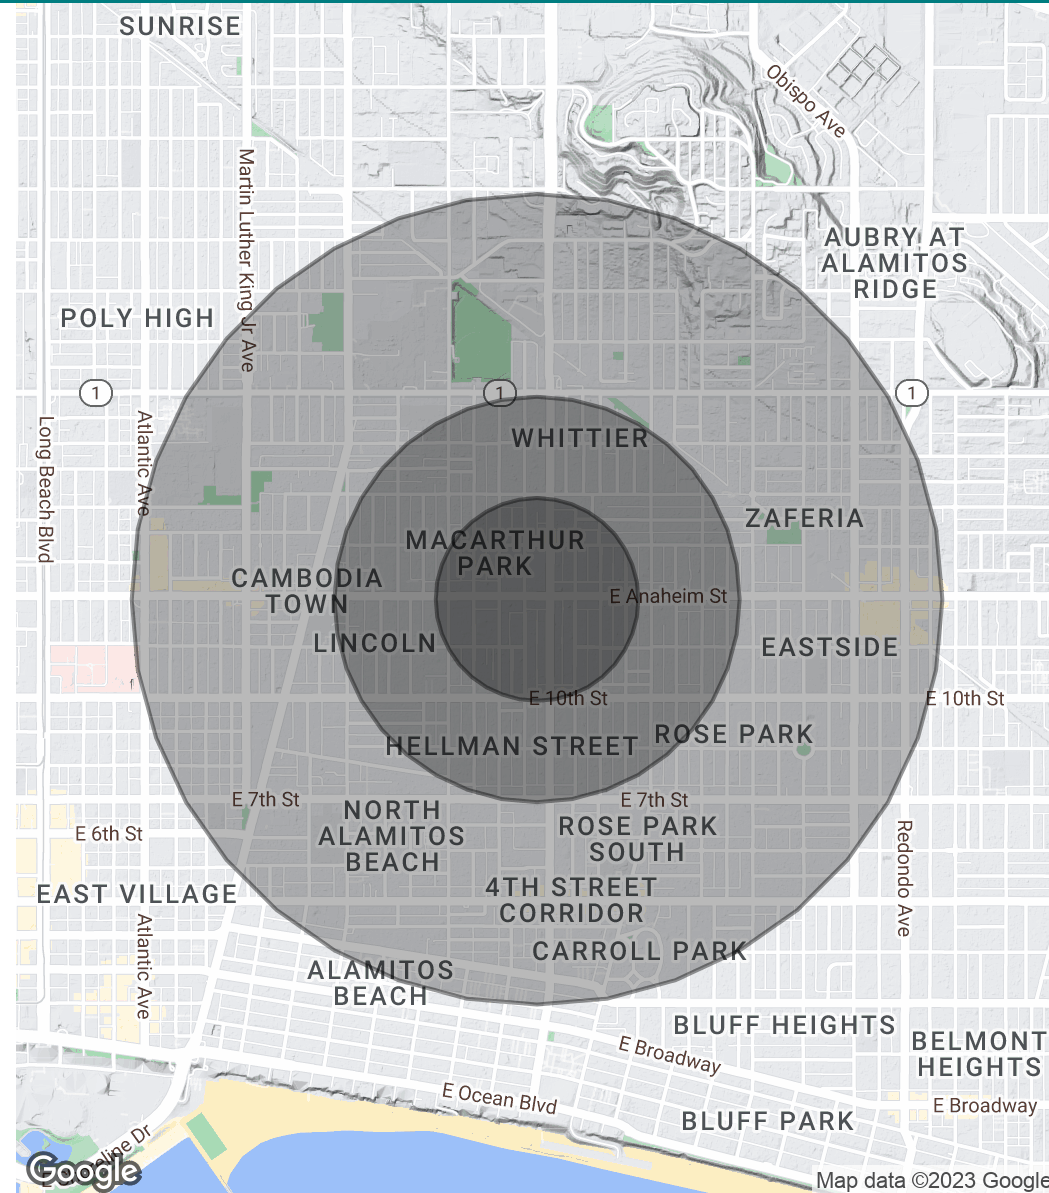 SUNRISE
Obispo Ave
Martin Luther King Jr Ave
AUBRY AT
ALAMITOS
RIDGE
POLY HIGH
1
1
1
Long Beach Blvd
Atlantic Ave
WHITTIER
ZAFERIA
MACARTHUR
PARK
CAMBODIA
TOWN
E Anaheim St
LINCOLN
EASTSIDE
E 10th St
E 10th St
ROSE PARK
HELLMAN STREET
E 7th St
E 7th St
NORTH
ALAMITOS
BEACH
ROSE PARK
SOUTH
E 6th St
Redondo Ave
EAST VILLAGE
4TH STREET
CORRIDOR
Atlantic Ave
CARROLL PARK
ALAMITOS
BEACH
BLUFF HEIGHTS
BELMONT
HEIGHTS
E Broadway
E Ocean Blvd
E Broadway
BLUFF PARK
Google
Map data ©2023 Google